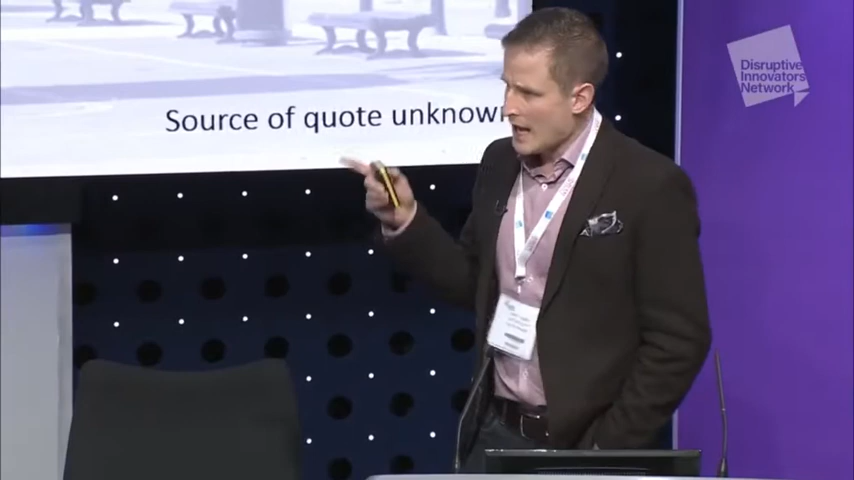 Source of quote unknown
Disruptive
Innovators
Network